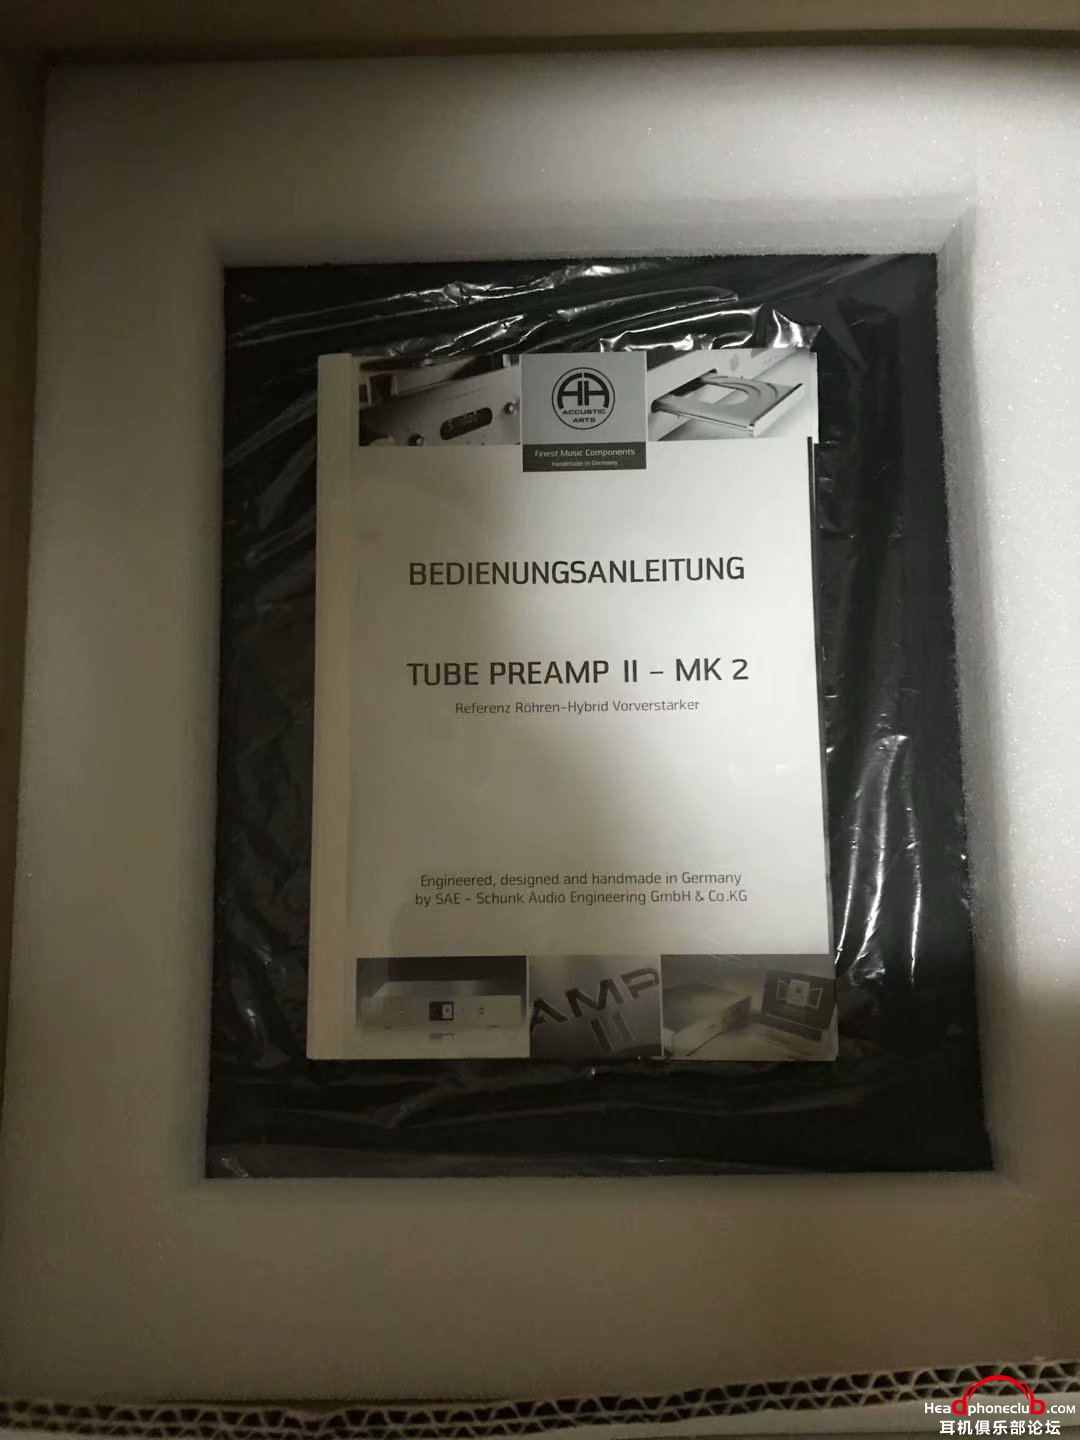 AA
ACCUSTIC
ARTS
Finest Music Components
Handmade in Germany
BEDIENUNGSANLEITUNG
TUBE PREAMP II – MK 2
Referenz Röhren-Hybrid Vorverstärker
Engineered, designed and handmade in Germany
by SAE - Schunk Audio Engineering GmbH & Co.KG
AMP
II
HeadphoneclubD.com
耳机俱乐部论坛